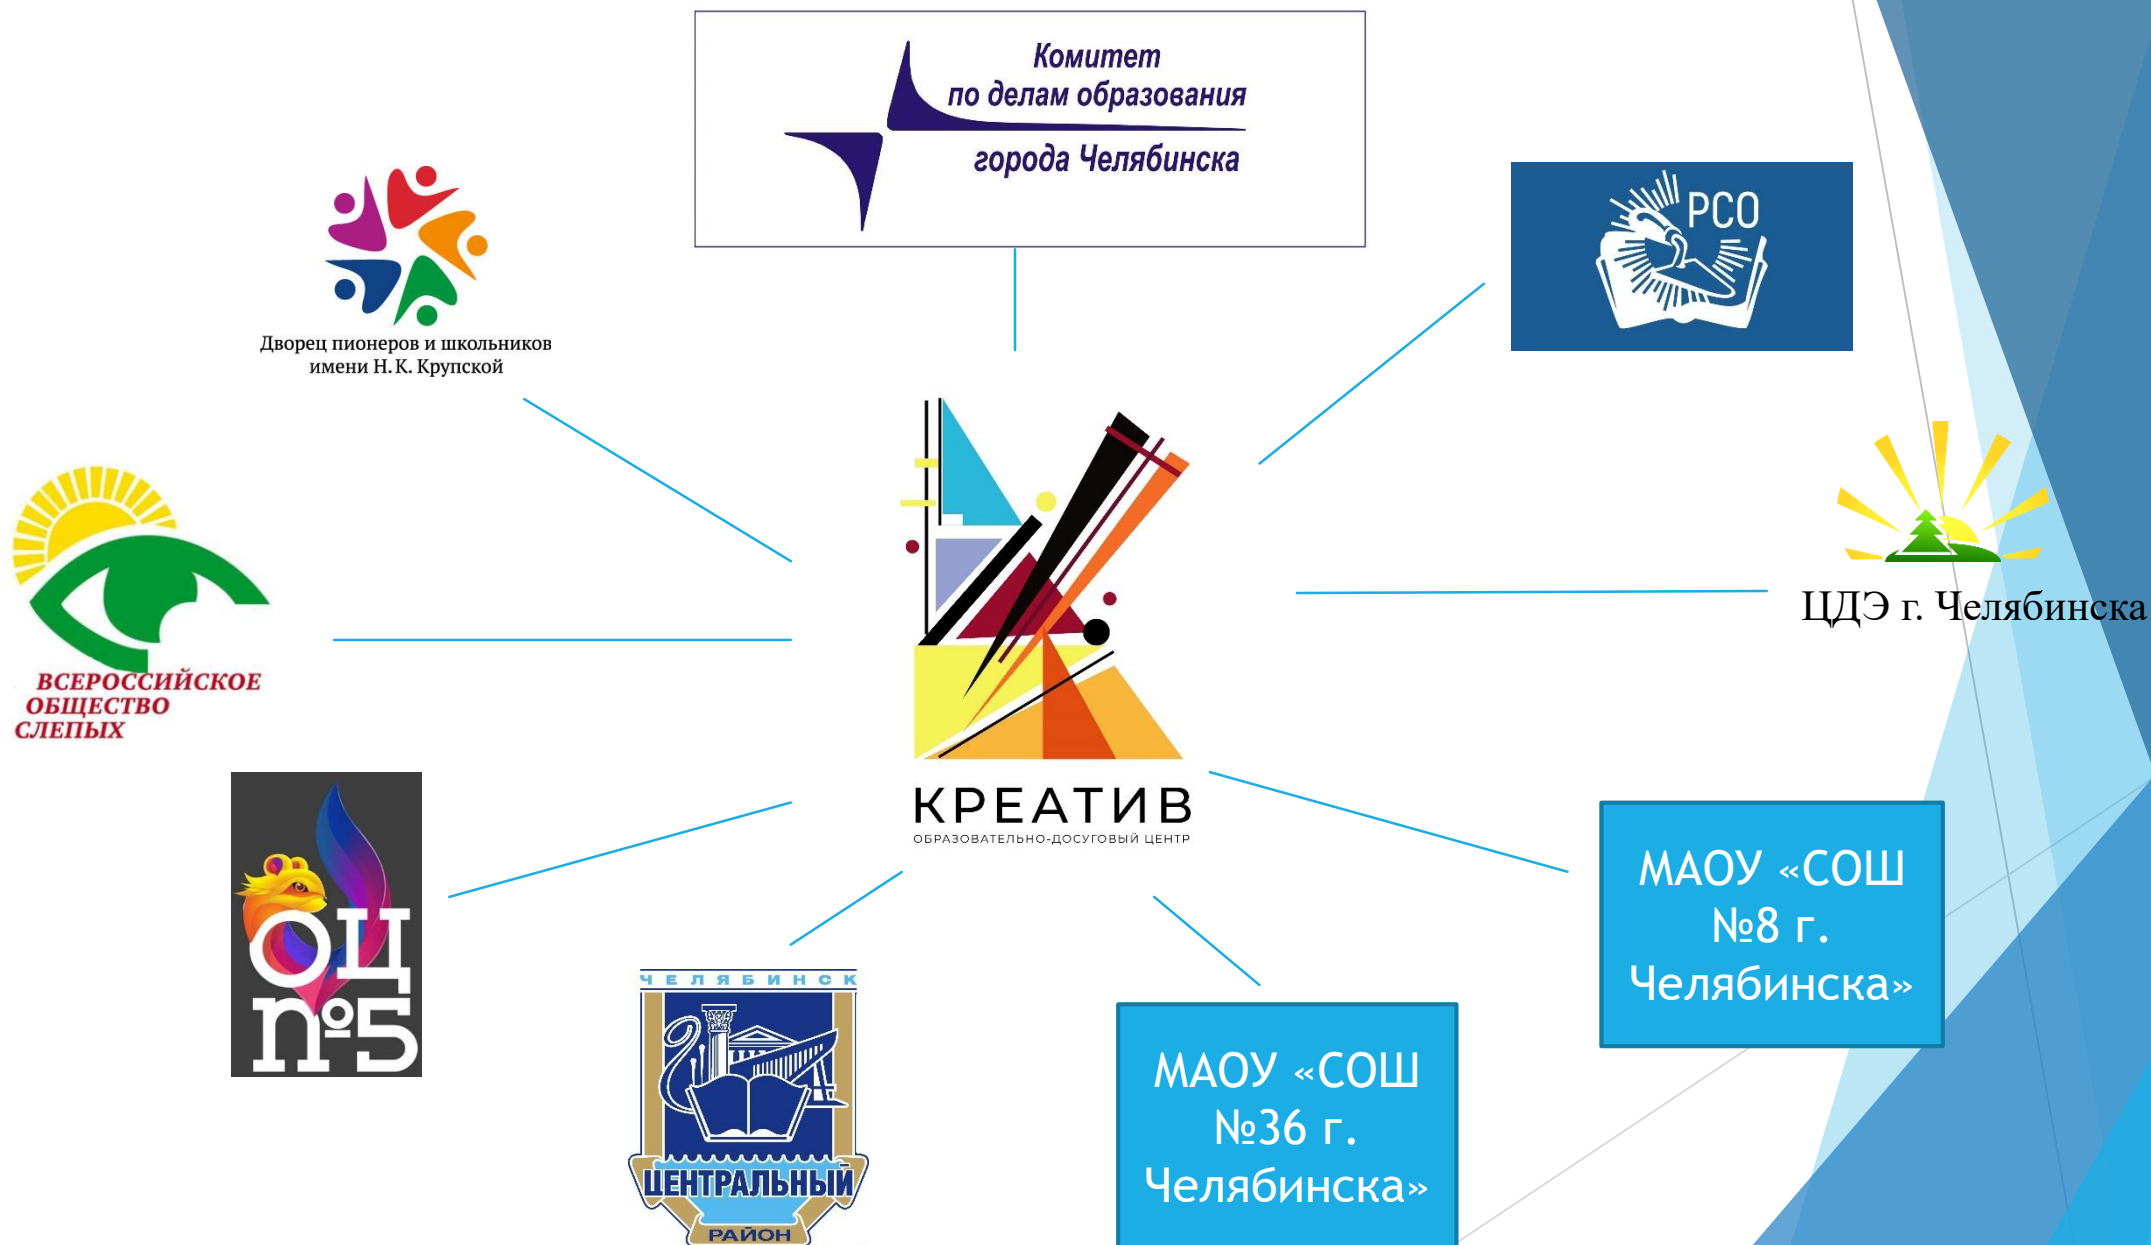 Комитет
по делам образования
города Челябинска
РСО
Дворец пионеров и школьников
имени Н. К. Крупской
ВСЕРОССИЙСКОЕ
ОБЩЕСТВО
СЛЕПЫХ
ЦДЭ г. Челябинска
КРЕАТИВ
ОБРАЗОВАТЕЛЬНО-ДОСУГОВЫЙ ЦЕНТР
ОЦ
№5
ЧЕЛЯБИНСК
ЦЕНТРАЛЬНЫЙ
РАЙОН
МАОУ «СОШ
№36 г.
Челябинска»
МАОУ «СОШ
№8 г.
Челябинска»